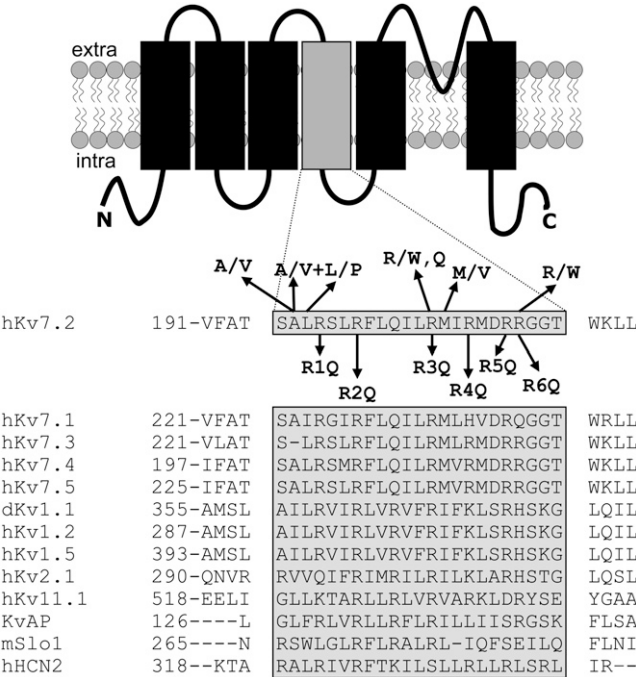 extra
intra
N
C
A/V A/V+L/P R/W,Q M/V R/W
hKv7.2 191-VFAT SALRSLRFLQILRMIRMDRRGGT WKLL
R1Q R2Q R3Q R4Q R5Q R6Q
hKv7.1 221-VFAT SAIRGIRFLQILRMLHVDRQGGT WRLL
hKv7.3 221-VLAT S-LRSLRFLQILRMLRMDRRGGT WKLL
hKv7.4 197-IFAT SALRSMRFLQILRMVRMDRRGGT WKLL
hKv7.5 225-IFAT SALRSLRFLQILRMVRMDRRGGT WKLL
dKv1.1 355-AMSL AILRVIRLVRVFRIFKLSRHSKG LQIL
hKv1.2 287-AMSL AILRVIRLVRVFRIFKLSRHSKG LQIL
hKv1.5 393-AMSL AILRVIRLVRVFRIFKLSRHSKG LQIL
hKv2.1 290-QNVR RVVQIFRIMRILRILKLARHSTG LQSL
hKv11.1 518-EELI GLLKTARLLRLVRVARKLDRYSE YGAA
KvAP 126----L GLFRLVRLLRFLRILLIISRGSK FLSA
mSlo1 265----N RSWLGLRFLRALRL-IQFSEILQ FLNI
hHCN2 318--KTA RALRIVRFTKILSLLRLLRLSRL IR--